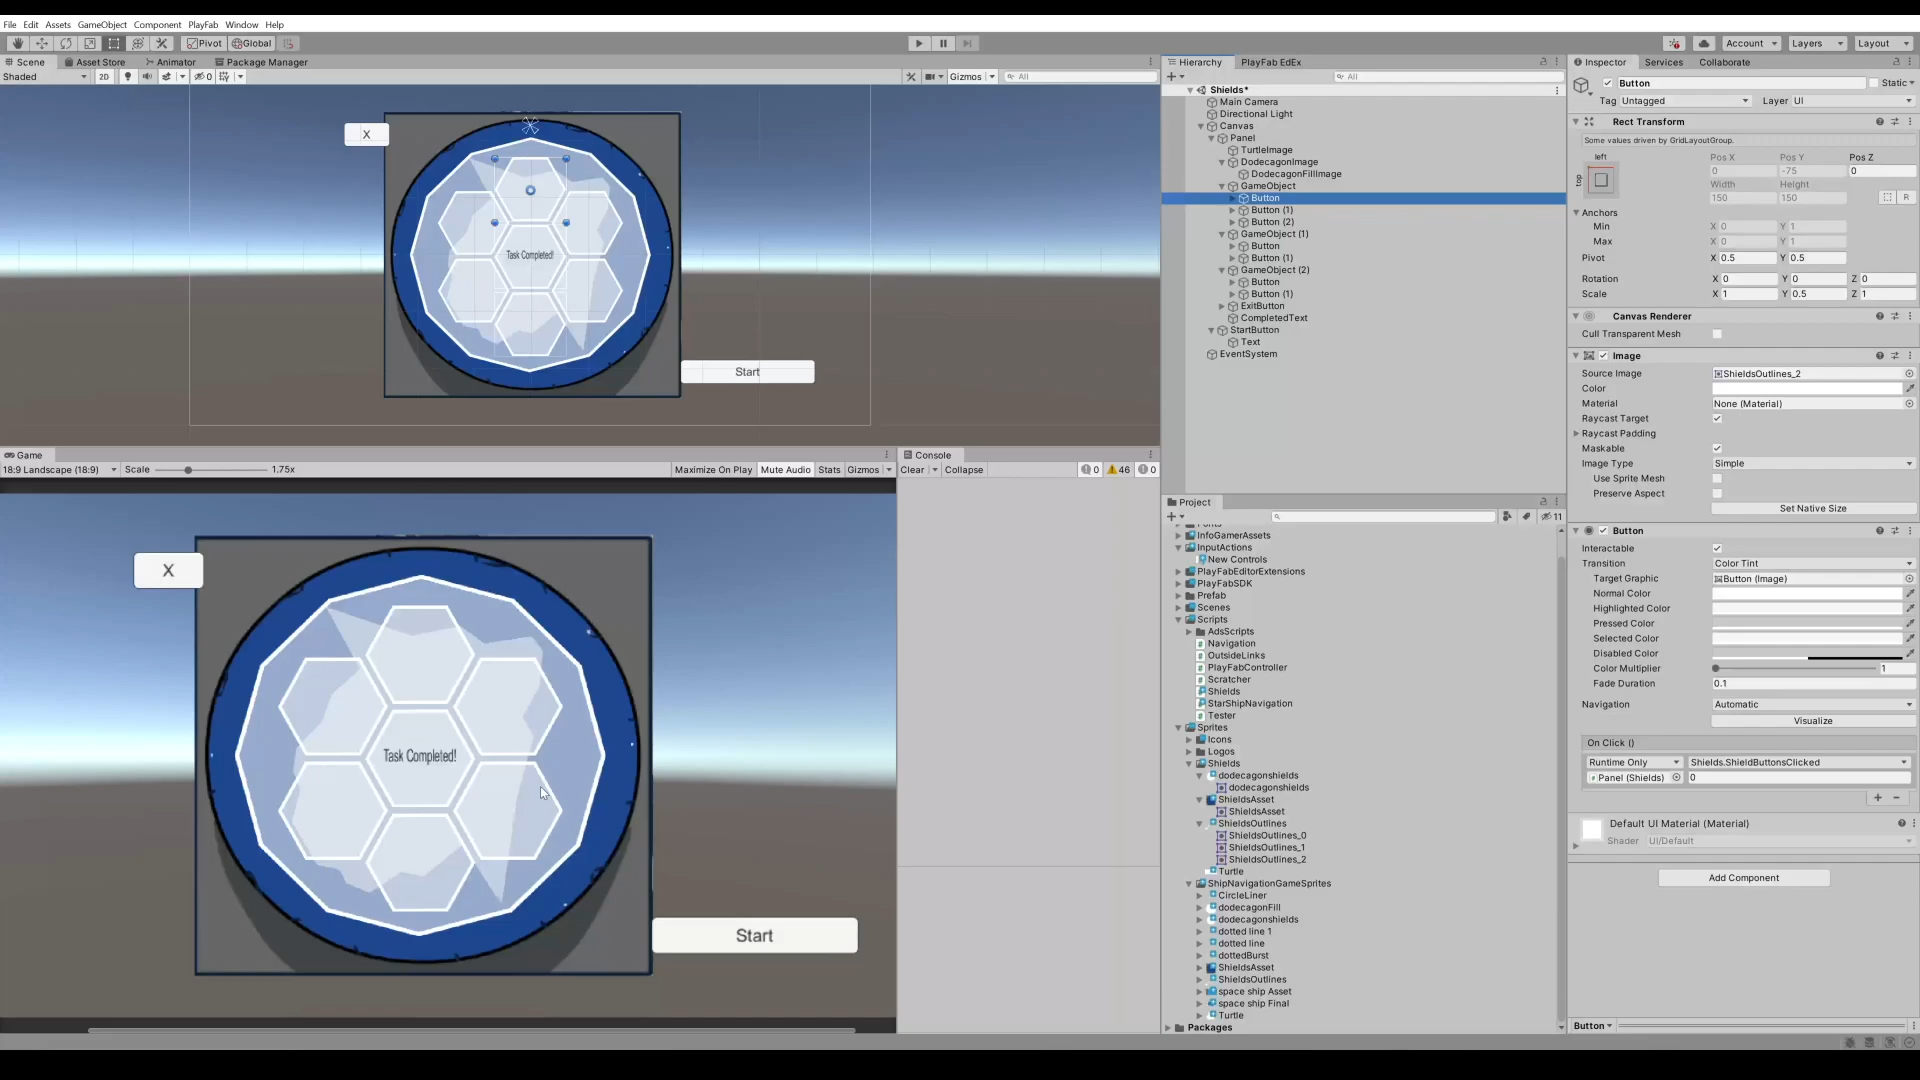 File Edit Assets GameObject Component PlayFab Window Help
Pivot Global Account Layers Layout
Scene Asset Store Animator Package Manager
Shaded 2D 0 Gizmos All
X
Task Completed!
Start
Game
18:9 Landscape (18:9) Scale 1.75x Maximize On Play Mute Audio Stats Gizmos
X
Task Completed!
Start
Console
Clear Collapse 0 46 0
Hierarchy PlayFab EdEx
All
Shields*
Main Camera
Directional Light
Canvas
Panel
TurtleImage
DodecagonImage
DodecagonFillImage
GameObject
Button
Button (1)
Button (2)
GameObject (1)
Button
Button (1)
GameObject (2)
Button
Button (1)
ExitButton
CompletedText
StartButton
Text
EventSystem
Project
11
InfoGamerAssets
InputActions
New Controls
PlayFabEditorExtensions
PlayFabSDK
Prefab
Scenes
Scripts
AdsScripts
Navigation
OutsideLinks
PlayFabController
Scratcher
Shields
StarShipNavigation
Tester
Sprites
Icons
Logos
Shields
dodecagonshields
dodecagonshields
ShieldsAsset
ShieldsAsset
ShieldsOutlines
ShieldsOutlines_0
ShieldsOutlines_1
ShieldsOutlines_2
Turtle
ShipNavigationGameSprites
CircleLiner
dodecagonFill
dodecagonshields
dotted line 1
dotted line
dottedBurst
ShieldsAsset
ShieldsOutlines
space ship Asset
space ship Final
Turtle
Packages
Inspector Services Collaborate
Button Static
Tag Untagged Layer UI
Rect Transform
Some values driven by GridLayoutGroup.
left Pos X Pos Y Pos Z
top 0 -75 0
Width Height
150 150 R
Anchors
Min X 0 Y 1
Max X 0 Y 1
Pivot X 0.5 Y 0.5
Rotation X 0 Y 0 Z 0
Scale X 1 Y 0.5 Z 1
Canvas Renderer
Cull Transparent Mesh
Image
Source Image ShieldsOutlines_2
Color
Material None (Material)
Raycast Target
Raycast Padding
Maskable
Image Type Simple
Use Sprite Mesh
Preserve Aspect
Set Native Size
Button
Interactable
Transition Color Tint
Target Graphic Button (Image)
Normal Color
Highlighted Color
Pressed Color
Selected Color
Disabled Color
Color Multiplier 1
Fade Duration 0.1
Navigation Automatic
Visualize
On Click ()
Runtime Only Shields.ShieldButtonsClicked
Panel (Shields) 0
Default UI Material (Material)
Shader UI/Default
Add Component
Button